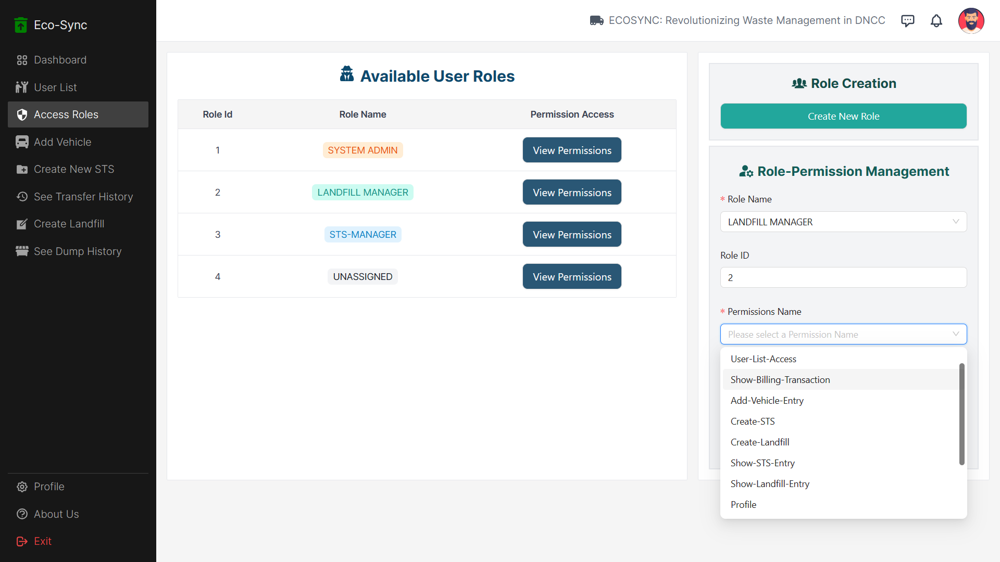 Eco-Sync
Dashboard
User List
Access Roles
Add Vehicle
Create New STS
See Transfer History
Create Landfill
See Dump History
Profile
About Us
Exit
ECOSYNC: Revolutionizing Waste Management in DNCC
Available User Roles
Role Id Role Name Permission Access
1 SYSTEM ADMIN View Permissions
2 LANDFILL MANAGER View Permissions
3 STS-MANAGER View Permissions
4 UNASSIGNED View Permissions
Role Creation
Create New Role
Role-Permission Management
* Role Name
LANDFILL MANAGER
Role ID
2
* Permissions Name
Please select a Permission Name
User-List-Access
Show-Billing-Transaction
Add-Vehicle-Entry
Create-STS
Create-Landfill
Show-STS-Entry
Show-Landfill-Entry
Profile